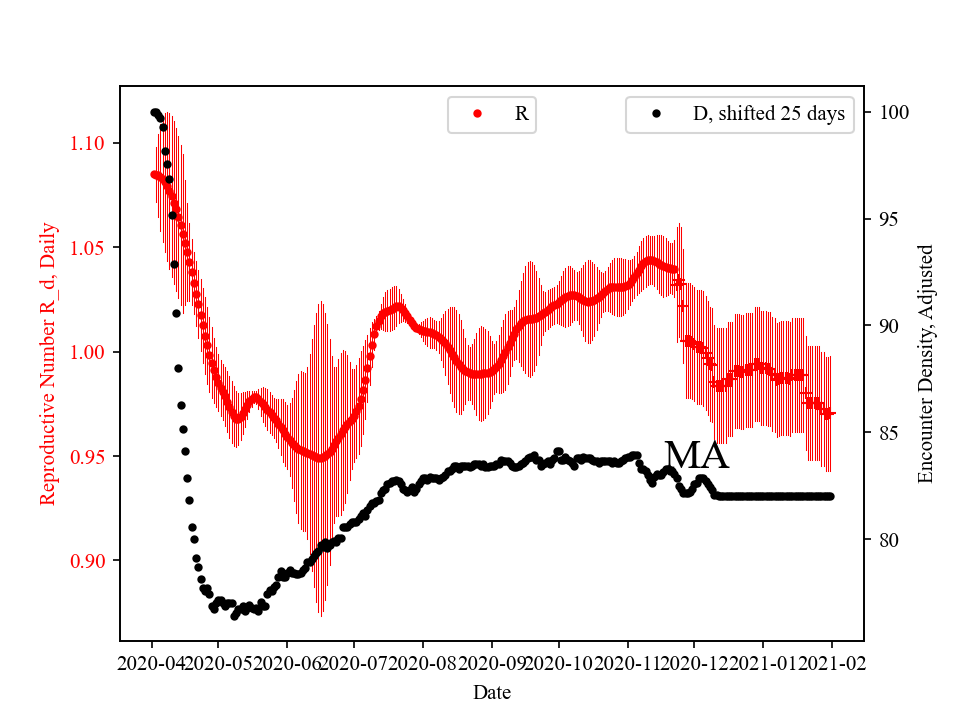 R
D, shifted 25 days
1.10
1.05
1.00
0.95
0.90
Reproductive Number R_d, Daily
100
95
90
85
80
Encounter Density, Adjusted
MA
2020-04 2020-05 2020-06 2020-07 2020-08 2020-09 2020-10 2020-11 2020-12 2021-01 2021-02
Date